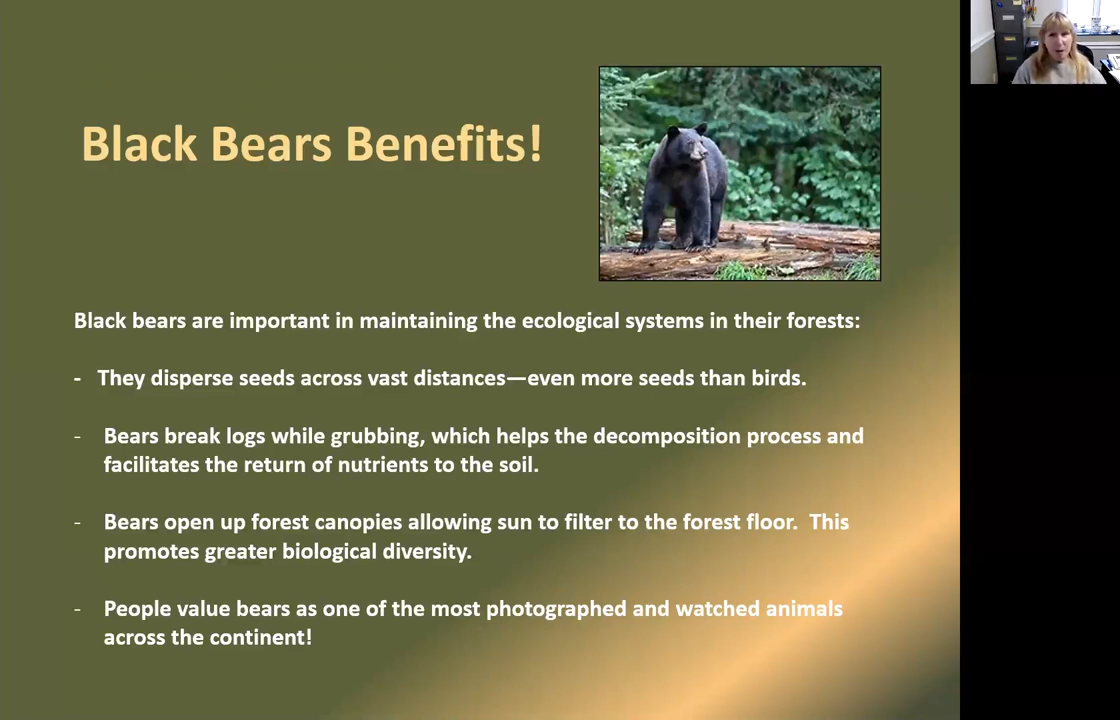 Black Bears Benefits!
Black bears are important in maintaining the ecological systems in their forests:
- They disperse seeds across vast distances—even more seeds than birds.
- Bears break logs while grubbing, which helps the decomposition process and
facilitates the return of nutrients to the soil.
- Bears open up forest canopies allowing sun to filter to the forest floor.  This
promotes greater biological diversity.
- People value bears as one of the most photographed and watched animals
across the continent!